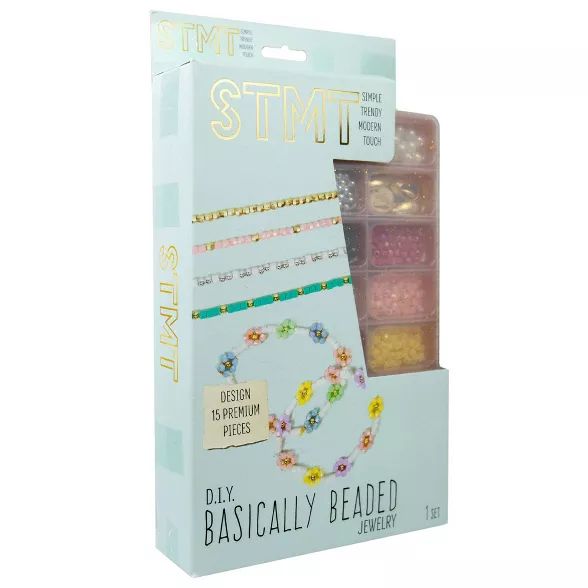 STMT
SIMPLE
TRENDY
MODERN
TOUCH
STMT
SIMPLE
TRENDY
MODERN
TOUCH
STMT
DESIGN
15 PREMIUM
PIECES
D.I.Y.
BASICALLY BEADED
JEWELRY
1 SET